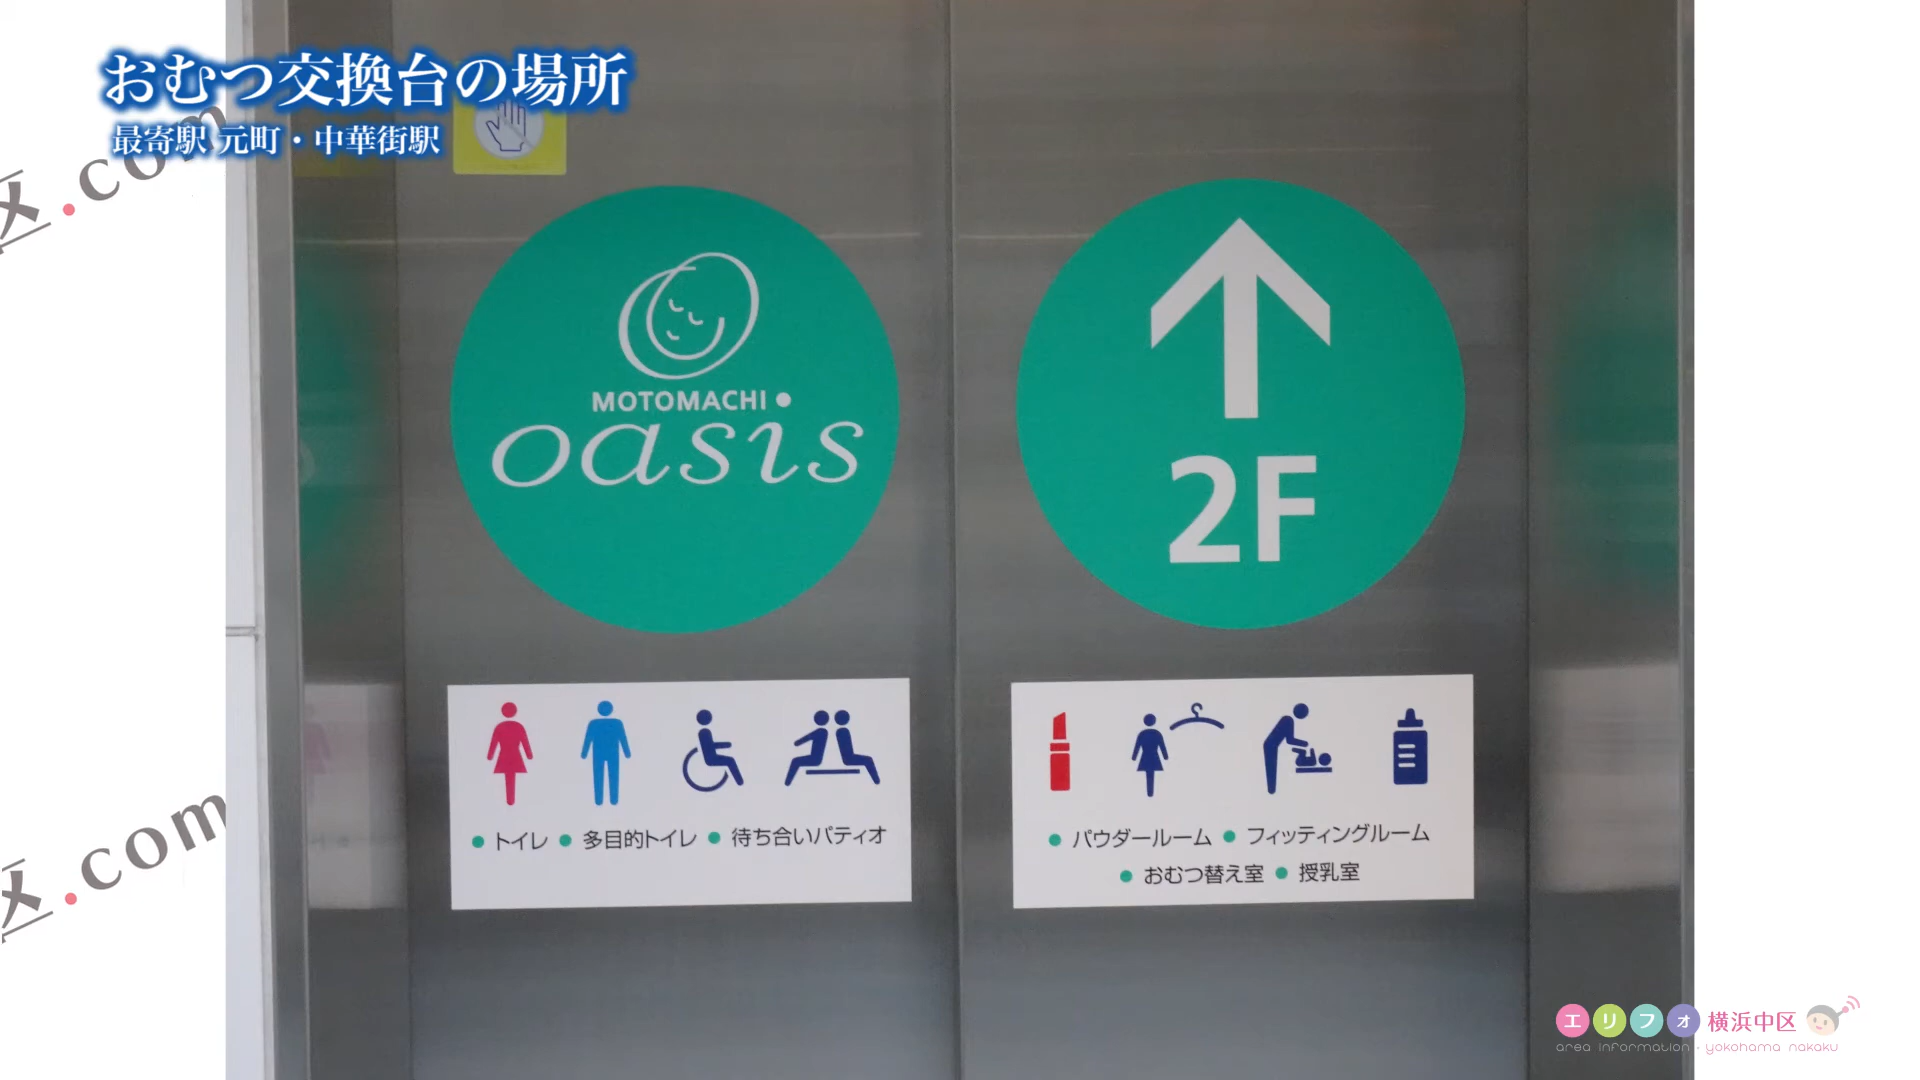 おむつ交換台の場所
最寄駅 元町・中華街駅
区.com
MOTOMACHI
oasis
2F
トイレ 多目的トイレ 待ち合いパティオ
パウダールーム フィッティングルーム
おむつ替え室 授乳室
区.com
エリフォ 横浜中区
area information・yokohama nakaku